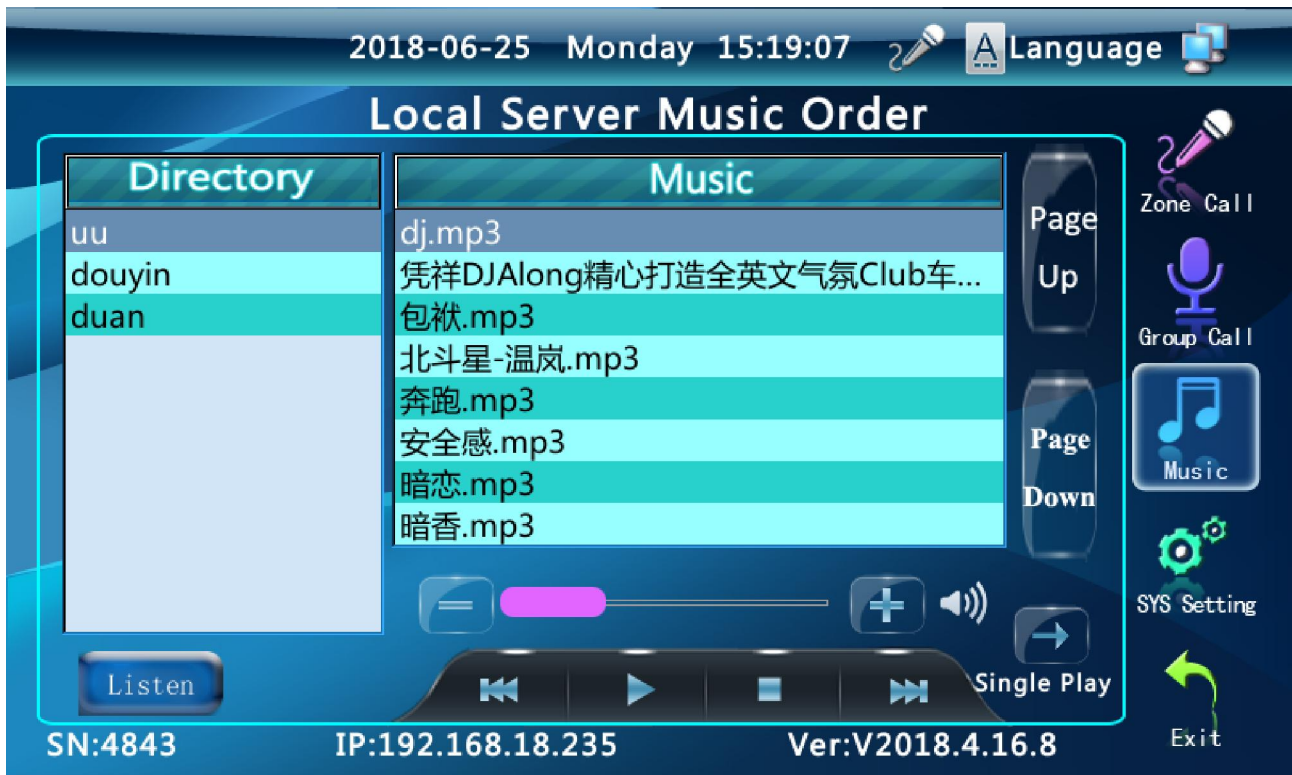 2018-06-25 Monday 15:19:07 A Language
Local Server Music Order
Directory
uu
douyin
duan
Music
dj.mp3
凭祥DJAlong精心打造全英文气氛Club车...
包袱.mp3
北斗星-温岚.mp3
奔跑.mp3
安全感.mp3
暗恋.mp3
暗香.mp3
Page
Up
Page
Down
Single Play
Listen
Zone Call
Group Call
Music
SYS Setting
Exit
SN:4843 IP:192.168.18.235 Ver:V2018.4.16.8